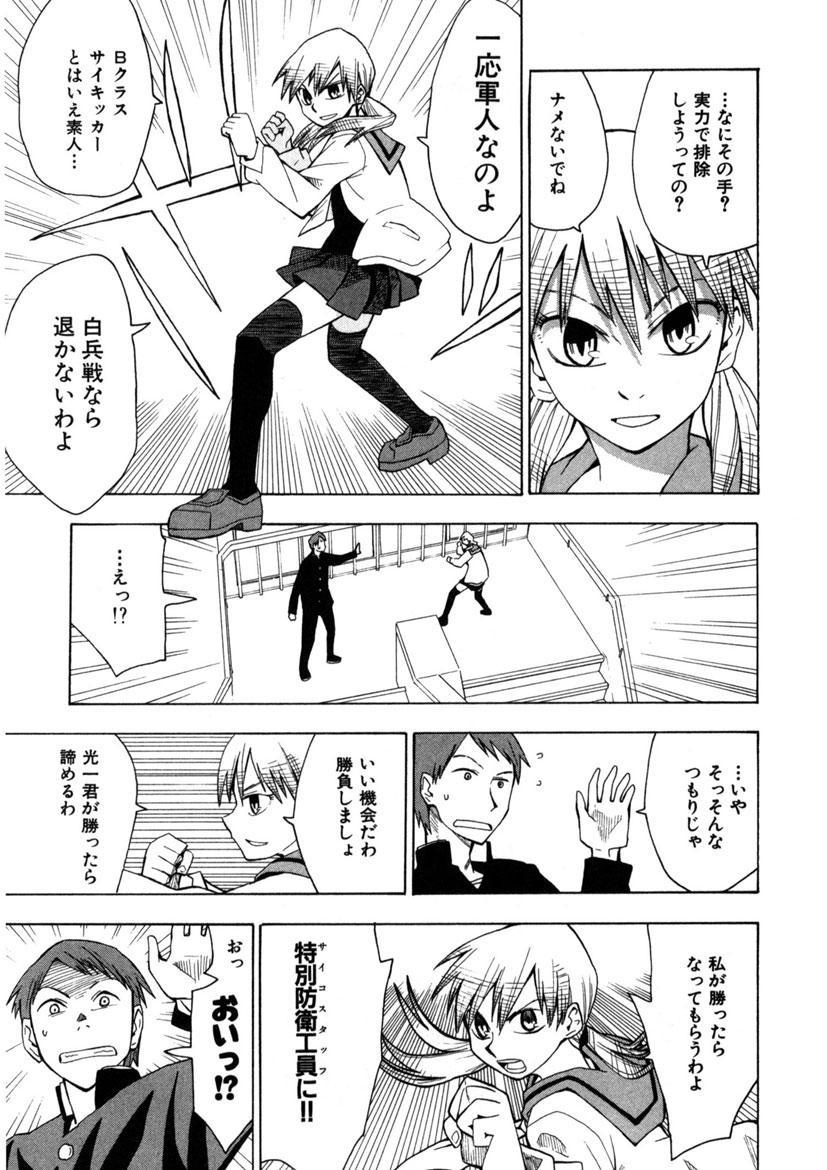 …なにその手？
実力で排除
しようっての？
ナメないでね
一応軍人なのよ
Ｂクラス
サイキッカー
とはいえ素人…
白兵戦なら
退かないわよ
…えっ!?
…いや
そっそんな
つもりじゃ
いい機会だわ
勝負しましょ
光一君が勝ったら
諦めるわ
私が勝ったら
なってもらうわよ
特別防衛工員に!!
サイコスタッフ
おっ
おいっ!?